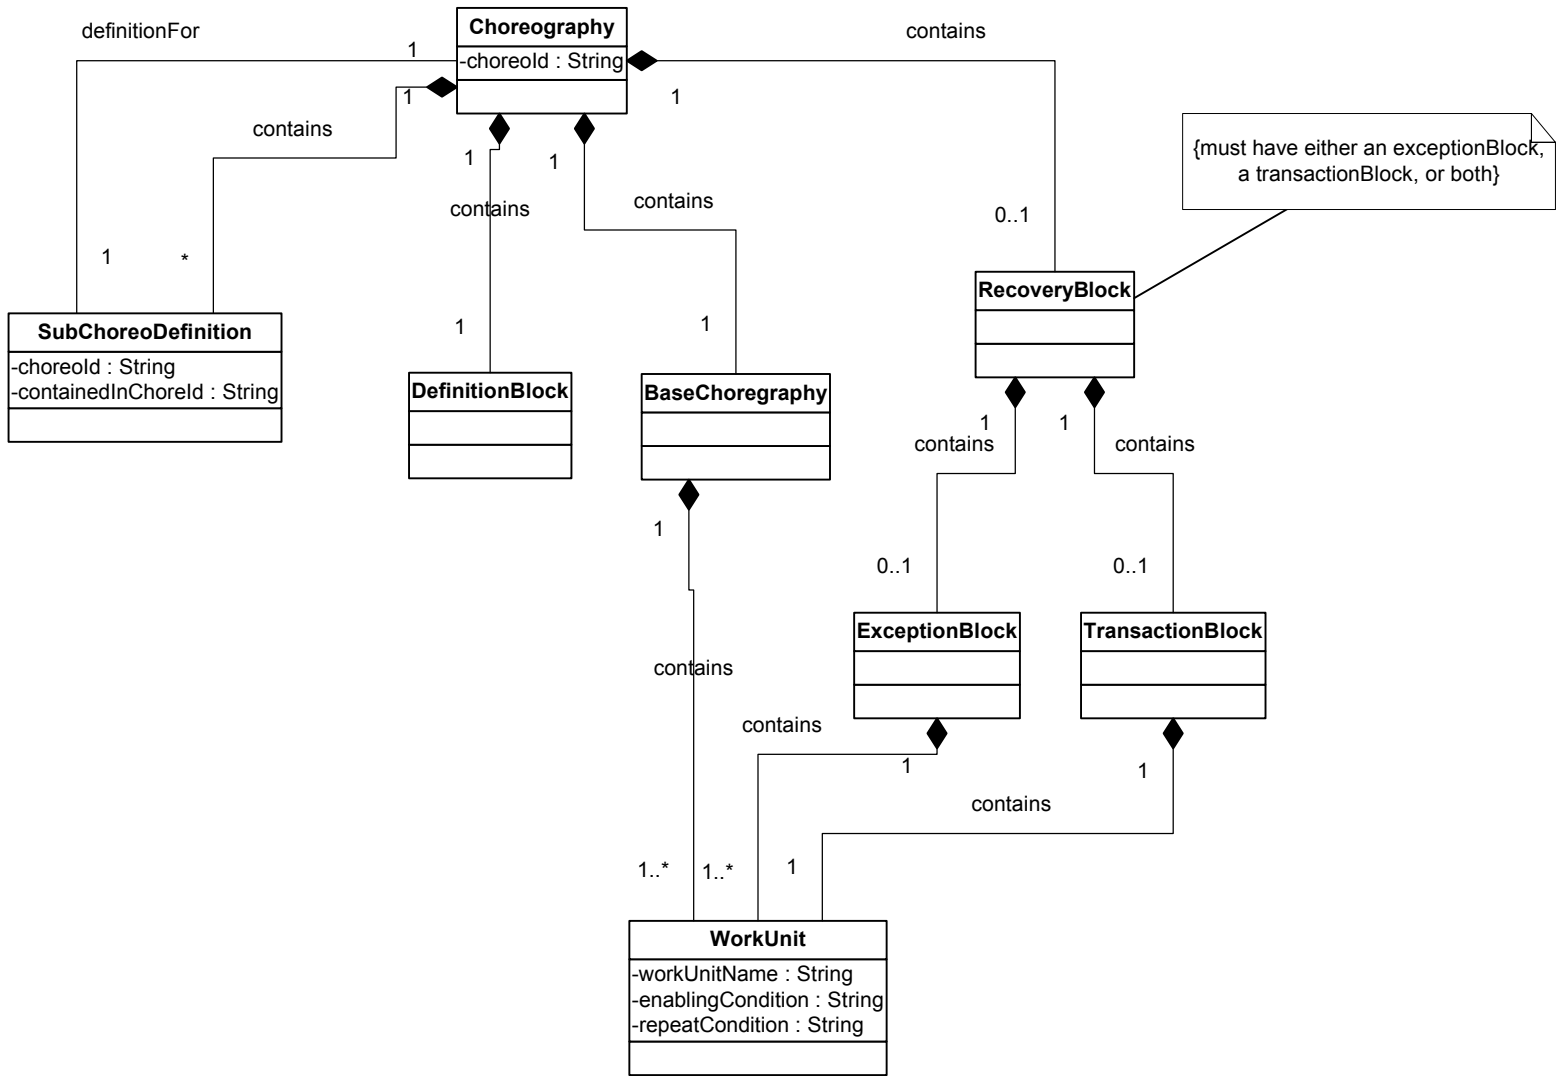 definitionFor
Choreography
contains
1
-choreoId : String
1
1
contains
1
1
{must have either an exceptionBlock,
a transactionBlock, or both}
contains
contains
0..1
1
*
RecoveryBlock
1
1
SubChoreoDefinition
-choreoId : String
-containedInChoreId : String
DefinitionBlock
BaseChoregraphy
1
1
contains
contains
1
0..1
0..1
ExceptionBlock
TransactionBlock
contains
contains
1
1
contains
1..*
1..*
1
WorkUnit
-workUnitName : String
-enablingCondition : String
-repeatCondition : String